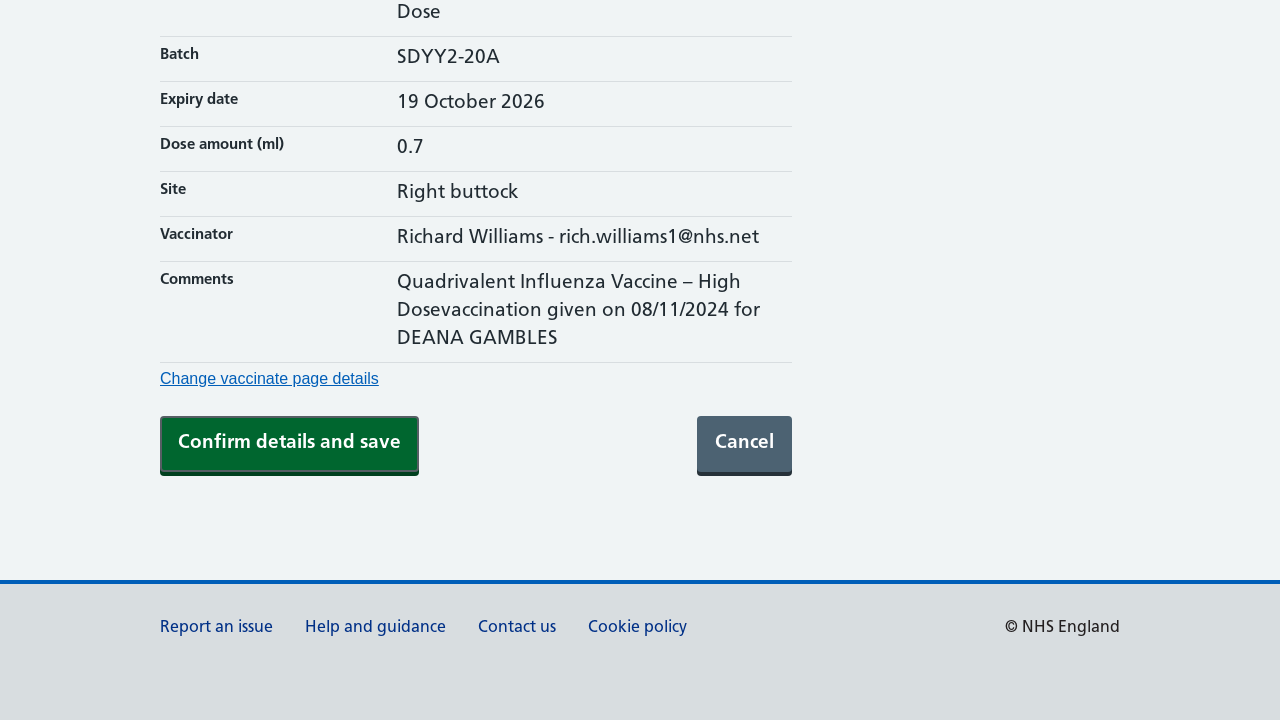 Dose
Batch SDYY2-20A
Expiry date 19 October 2026
Dose amount (ml) 0.7
Site Right buttock
Vaccinator Richard Williams - rich.williams1@nhs.net
Comments Quadrivalent Influenza Vaccine – High
Dosevaccination given on 08/11/2024 for
DEANA GAMBLES
Change vaccinate page details
Confirm details and save Cancel
Report an issue Help and guidance Contact us Cookie policy © NHS England